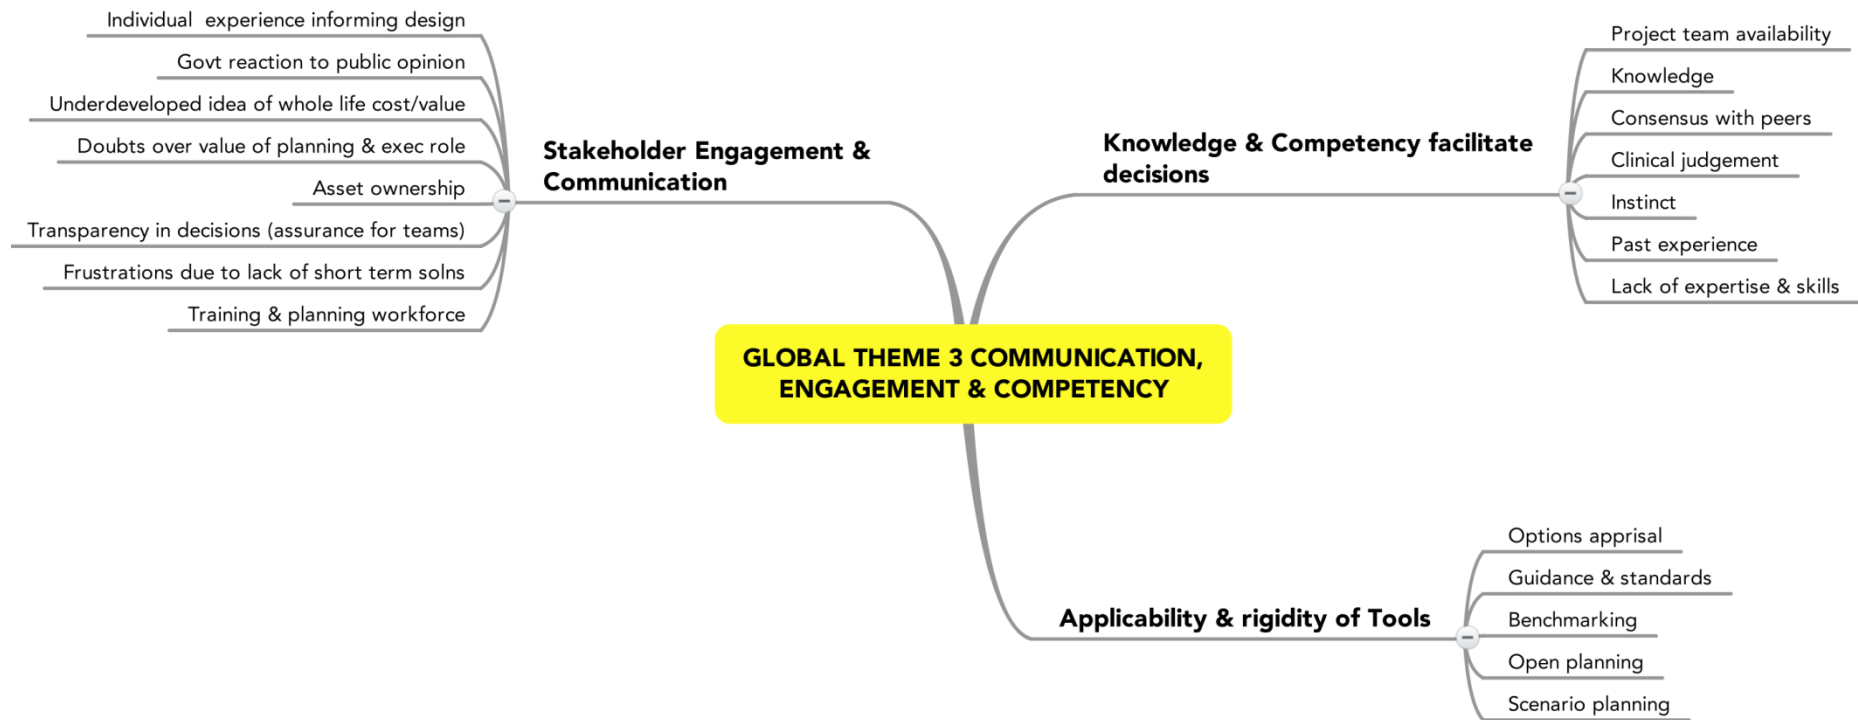 Individual  experience informing design
Govt reaction to public opinion
Underdeveloped idea of whole life cost/value
Doubts over value of planning & exec role
Asset ownership
Transparency in decisions (assurance for teams)
Frustrations due to lack of short term solns
Training & planning workforce
Stakeholder Engagement &
Communication
Knowledge & Competency facilitate
decisions
Project team availability
Knowledge
Consensus with peers
Clinical judgement
Instinct
Past experience
Lack of expertise & skills
GLOBAL THEME 3 COMMUNICATION,
ENGAGEMENT & COMPETENCY
Applicability & rigidity of Tools
Options apprisal
Guidance & standards
Benchmarking
Open planning
Scenario planning